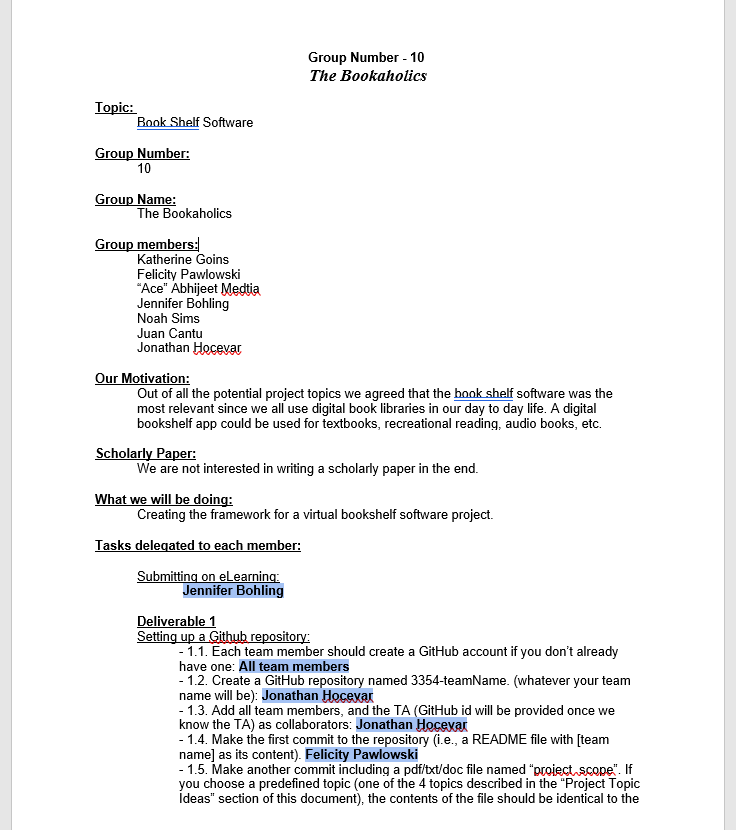 Group Number - 10
The Bookaholics
Topic:
Book Shelf Software
Group Number:
10
Group Name:
The Bookaholics
Group members:
Katherine Goins
Felicity Pawlowski
“Ace” Abhijeet Medtia
Jennifer Bohling
Noah Sims
Juan Cantu
Jonathan Hocevar
Our Motivation:
Out of all the potential project topics we agreed that the book shelf software was the
most relevant since we all use digital book libraries in our day to day life. A digital
bookshelf app could be used for textbooks, recreational reading, audio books, etc.
Scholarly Paper:
We are not interested in writing a scholarly paper in the end.
What we will be doing:
Creating the framework for a virtual bookshelf software project.
Tasks delegated to each member:
Submitting on eLearning:
Jennifer Bohling
Deliverable 1
Setting up a Github repository:
- 1.1. Each team member should create a GitHub account if you don’t already
have one: All team members
- 1.2. Create a GitHub repository named 3354-teamName. (whatever your team
name will be): Jonathan Hocevar
- 1.3. Add all team members, and the TA (GitHub id will be provided once we
know the TA) as collaborators: Jonathan Hocevar
- 1.4. Make the first commit to the repository (i.e., a README file with [team
name] as its content). Felicity Pawlowski
- 1.5. Make another commit including a pdf/txt/doc file named “project_scope”. If
you choose a predefined topic (one of the 4 topics described in the “Project Topic
Ideas” section of this document), the contents of the file should be identical to the